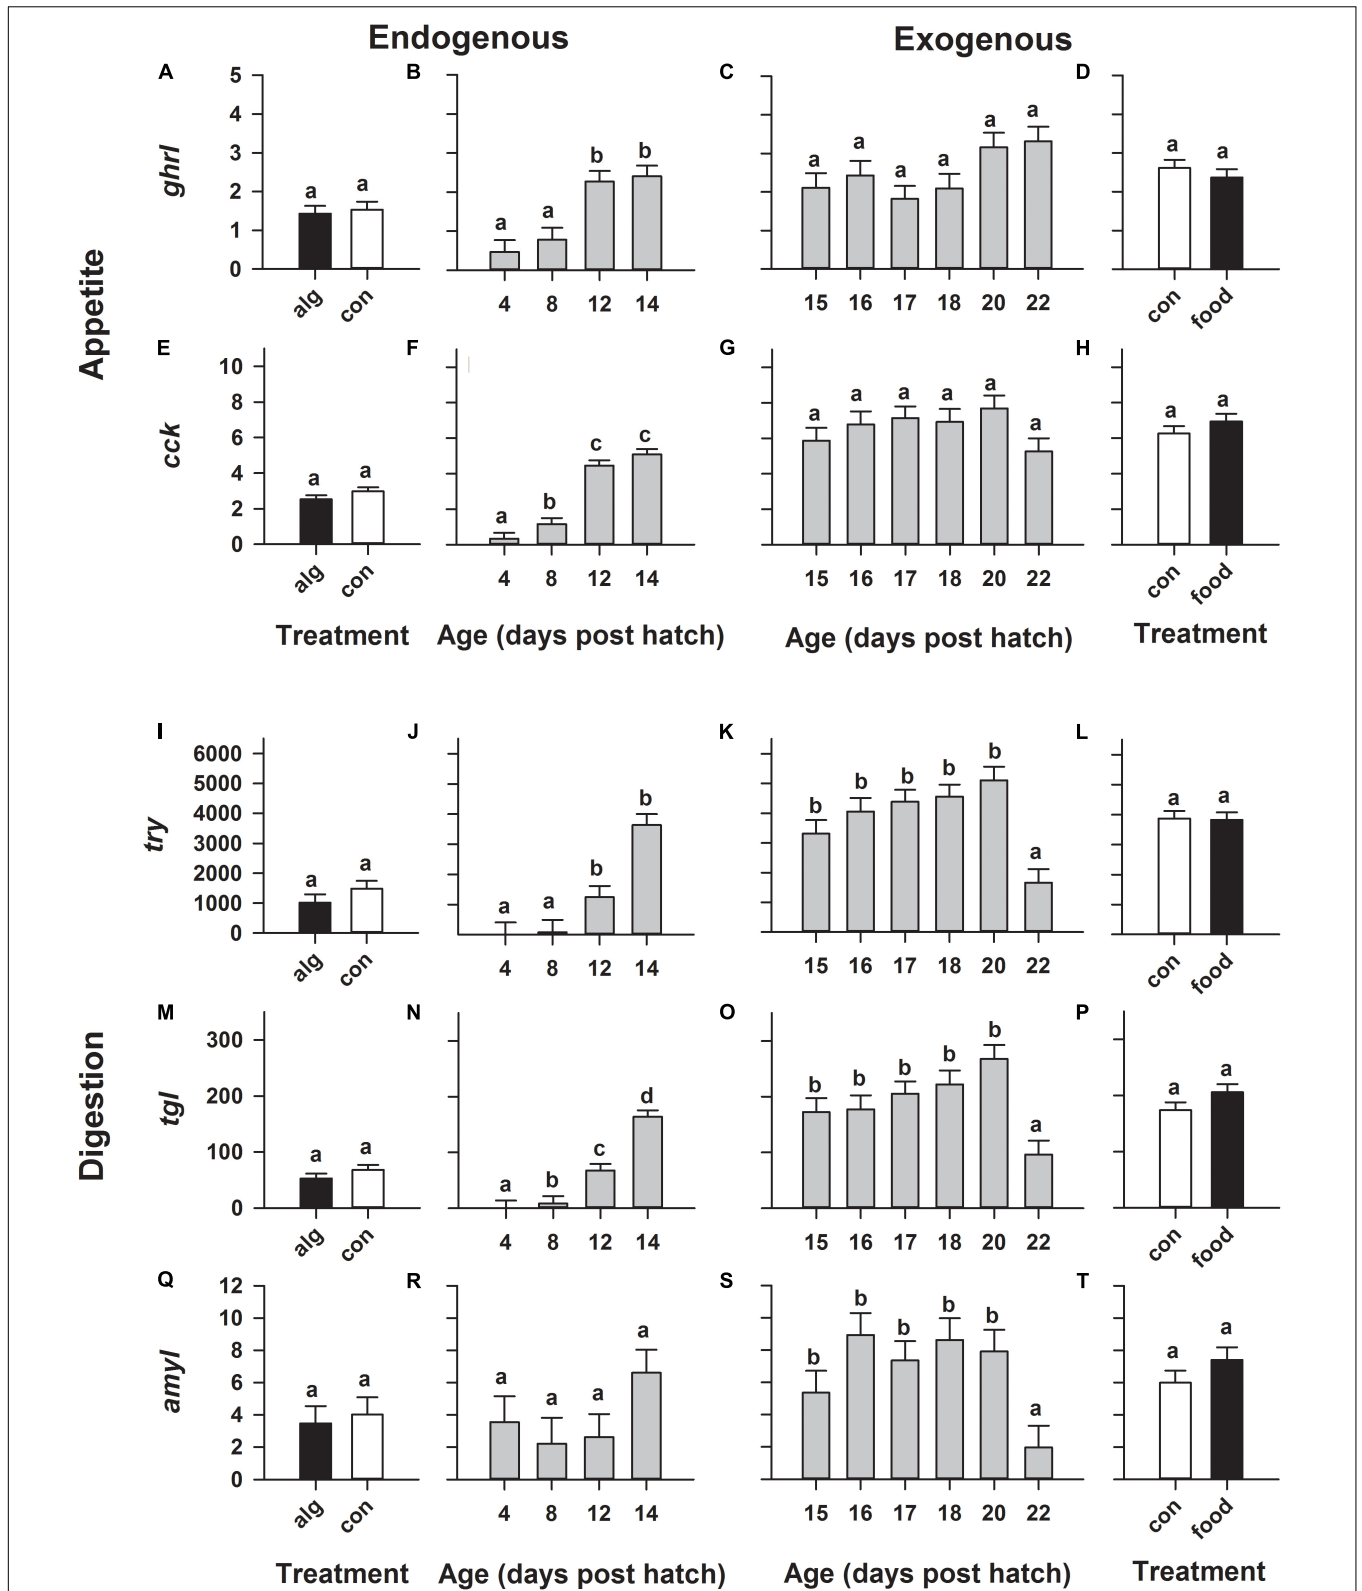 Endogenous Exogenous
A B C D
5
4
3
2
1
0
ghrl
a a
a a b b
a a a a a a
a a
alg con
4 8 12 14
15 16 17 18 20 22
con food
Appetite
E F G H
10
8
6
4
2
0
cck
a a
a b c c
a a a a a a
a a
alg con
4 8 12 14
15 16 17 18 20 22
con food
Treatment Age (days post hatch) Age (days post hatch) Treatment
I J K L
6000
5000
4000
3000
2000
1000
0
try
a a
a a b b
b b b b b a
a a
alg con
4 8 12 14
15 16 17 18 20 22
con food
Digestion
M N O P
300
200
100
0
tgl
a a
a b c d
b b b b b a
a a
alg con
4 8 12 14
15 16 17 18 20 22
con food
Q R S T
12
10
8
6
4
2
0
amyl
a a
a a a a
b b b b b a
a a
alg con
4 8 12 14
15 16 17 18 20 22
con food
Treatment Age (days post hatch) Age (days post hatch) Treatment